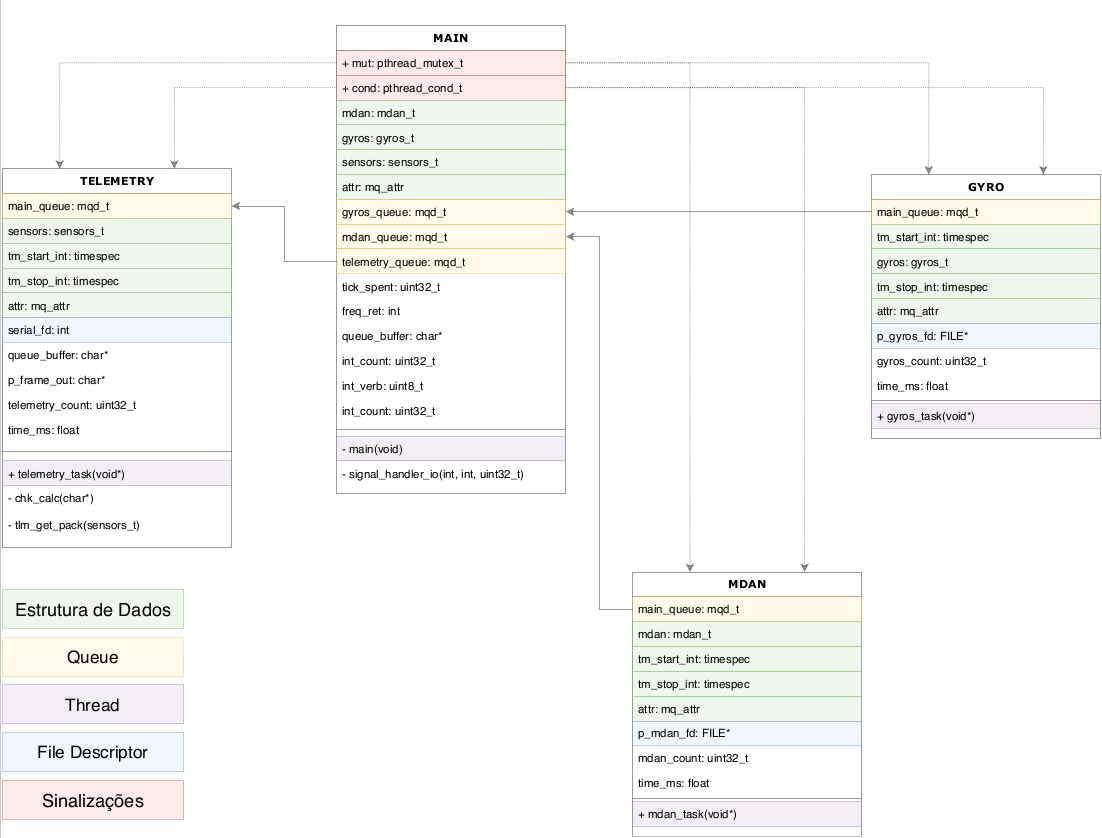 MAIN
+ mut: pthread_mutex_t
+ cond: pthread_cond_t
mdan: mdan_t
gyros: gyros_t
sensors: sensors_t
attr: mq_attr
gyros_queue: mqd_t
mdan_queue: mqd_t
telemetry_queue: mqd_t
tick_spent: uint32_t
freq_ret: int
queue_buffer: char*
int_count: uint32_t
int_verb: uint8_t
int_count: uint32_t
- main(void)
- signal_handler_io(int, int, uint32_t)
TELEMETRY
main_queue: mqd_t
sensors: sensors_t
tm_start_int: timespec
tm_stop_int: timespec
attr: mq_attr
serial_fd: int
queue_buffer: char*
p_frame_out: char*
telemetry_count: uint32_t
time_ms: float
+ telemetry_task(void*)
- chk_calc(char*)
- tlm_get_pack(sensors_t)
GYRO
main_queue: mqd_t
tm_start_int: timespec
gyros: gyros_t
tm_stop_int: timespec
attr: mq_attr
p_gyros_fd: FILE*
gyros_count: uint32_t
time_ms: float
+ gyros_task(void*)
MDAN
main_queue: mqd_t
mdan: mdan_t
tm_start_int: timespec
tm_stop_int: timespec
attr: mq_attr
p_mdan_fd: FILE*
mdan_count: uint32_t
time_ms: float
+ mdan_task(void*)
Estrutura de Dados
Queue
Thread
File Descriptor
Sinalizações